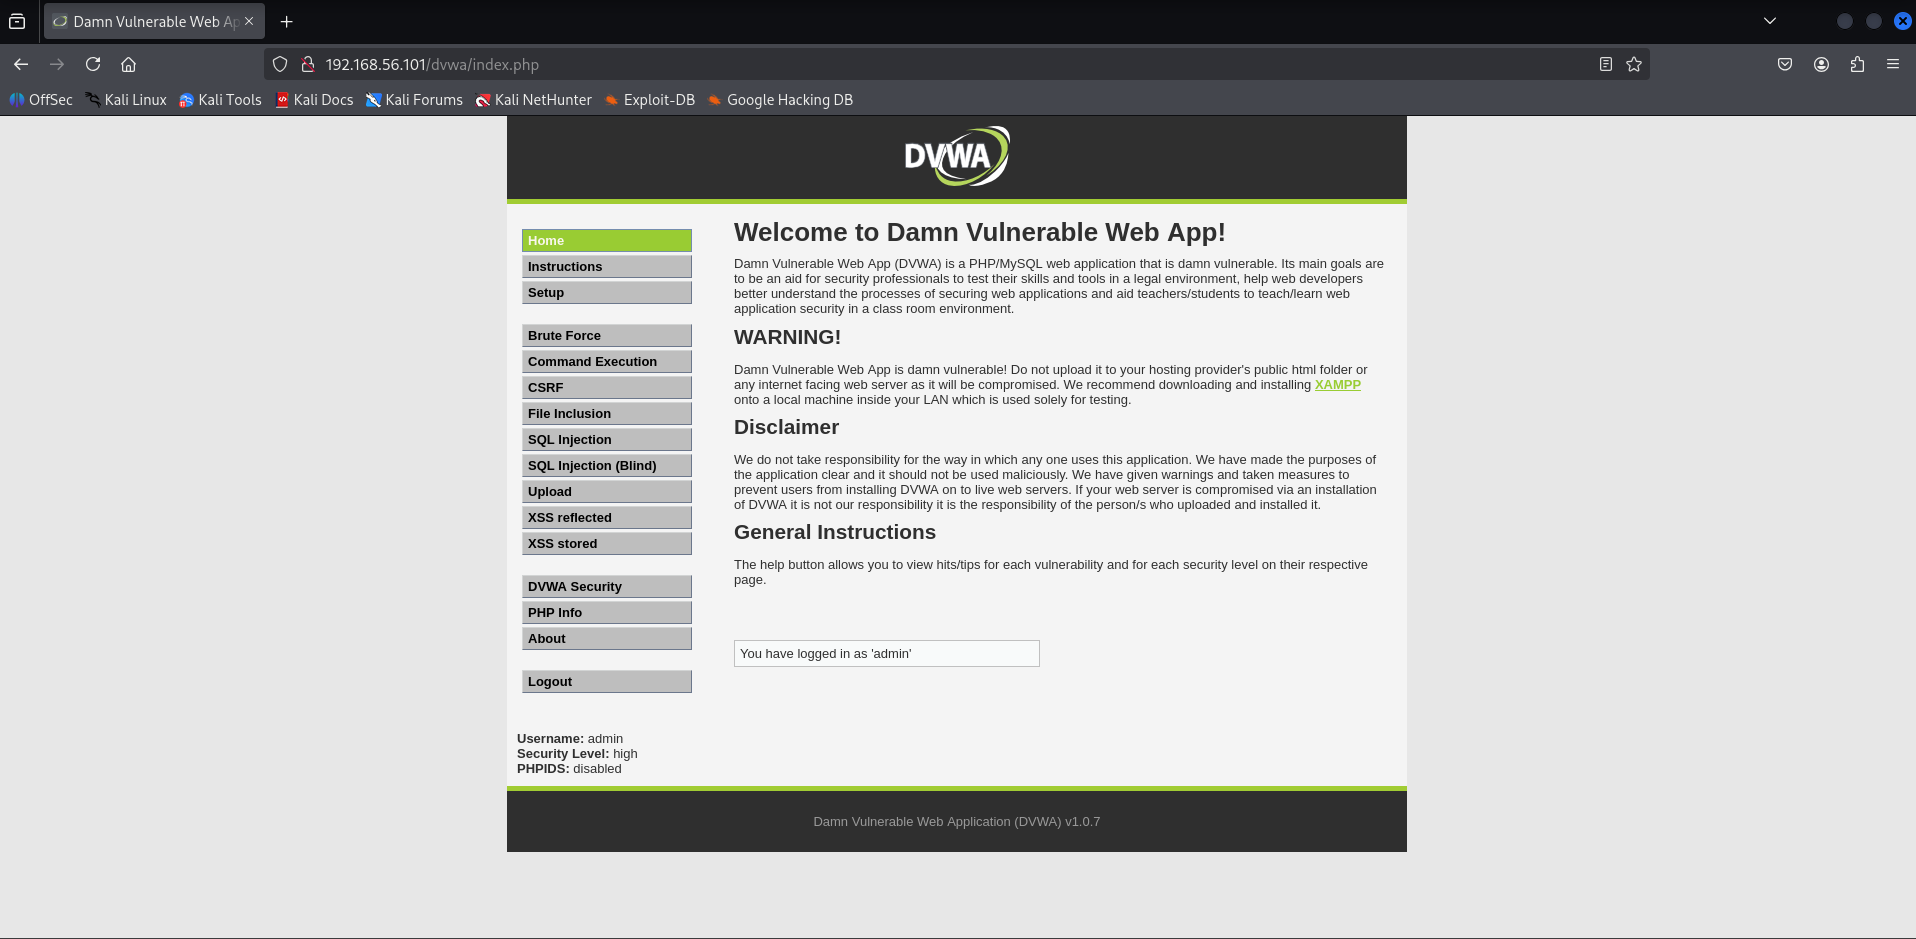 Damn Vulnerable Web Ap
192.168.56.101/dvwa/index.php
OffSec Kali Linux Kali Tools Kali Docs Kali Forums Kali NetHunter Exploit-DB Google Hacking DB
DVWA
Home
Instructions
Setup
Brute Force
Command Execution
CSRF
File Inclusion
SQL Injection
SQL Injection (Blind)
Upload
XSS reflected
XSS stored
DVWA Security
PHP Info
About
Logout
Username: admin
Security Level: high
PHPIDS: disabled
Welcome to Damn Vulnerable Web App!
Damn Vulnerable Web App (DVWA) is a PHP/MySQL web application that is damn vulnerable. Its main goals are
to be an aid for security professionals to test their skills and tools in a legal environment, help web developers
better understand the processes of securing web applications and aid teachers/students to teach/learn web
application security in a class room environment.
WARNING!
Damn Vulnerable Web App is damn vulnerable! Do not upload it to your hosting provider's public html folder or
any internet facing web server as it will be compromised. We recommend downloading and installing XAMPP
onto a local machine inside your LAN which is used solely for testing.
Disclaimer
We do not take responsibility for the way in which any one uses this application. We have made the purposes of
the application clear and it should not be used maliciously. We have given warnings and taken measures to
prevent users from installing DVWA on to live web servers. If your web server is compromised via an installation
of DVWA it is not our responsibility it is the responsibility of the person/s who uploaded and installed it.
General Instructions
The help button allows you to view hits/tips for each vulnerability and for each security level on their respective
page.
You have logged in as 'admin'
Damn Vulnerable Web Application (DVWA) v1.0.7